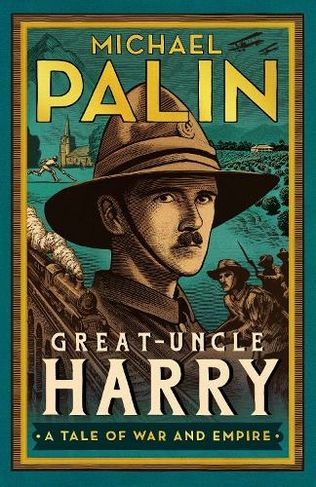 MICHAEL
PALIN
GREAT-UNCLE
HARRY
• A TALE OF WAR AND EMPIRE •